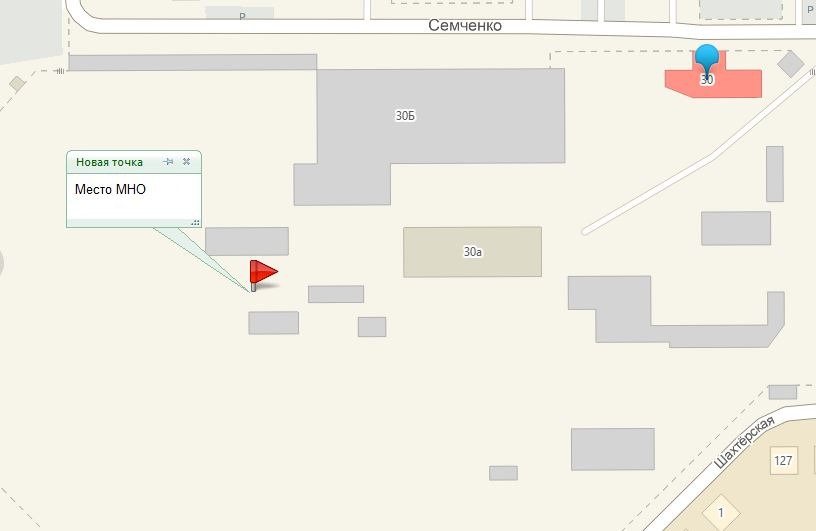 P
P
Семченко
30
30Б
Новая точка
Место МНО
30а
Шахтёрская
127
1